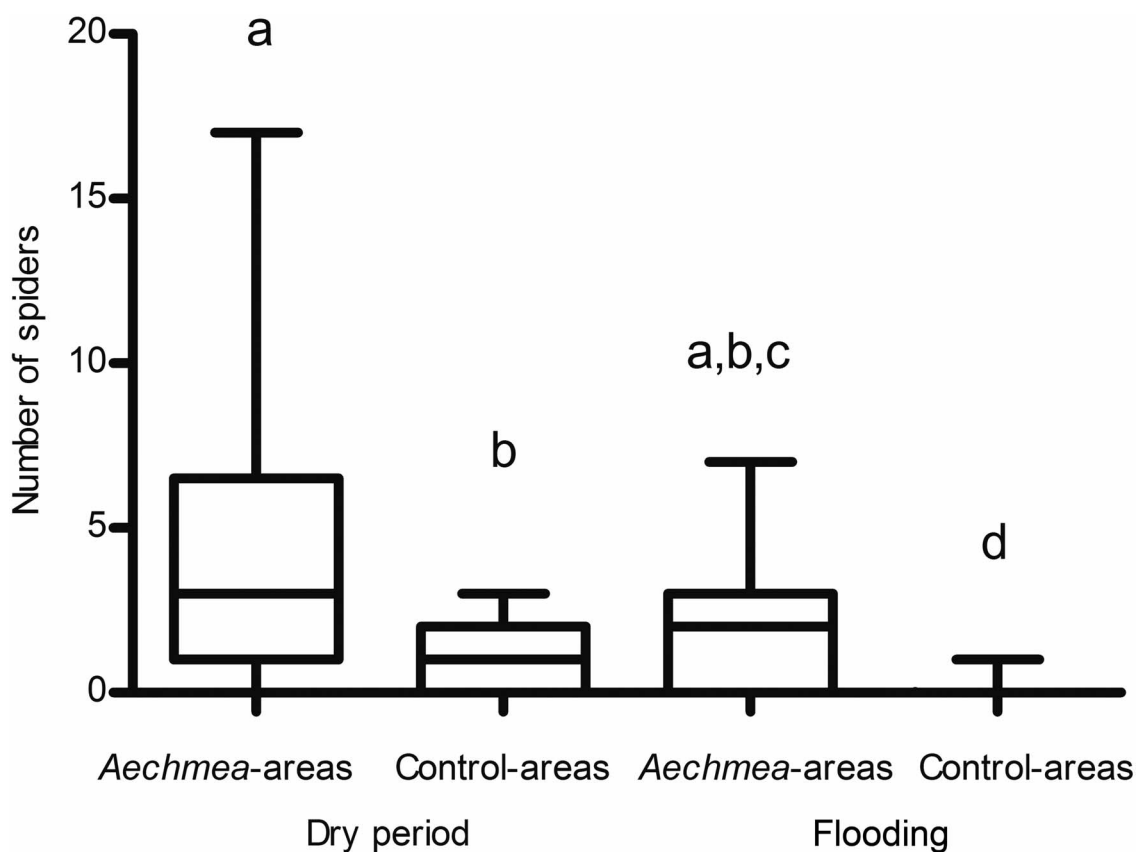 20
a
15
Number of spiders
10
a,b,c
b
5
d
0
Aechmea-areas Control-areas Aechmea-areas Control-areas
Dry period Flooding